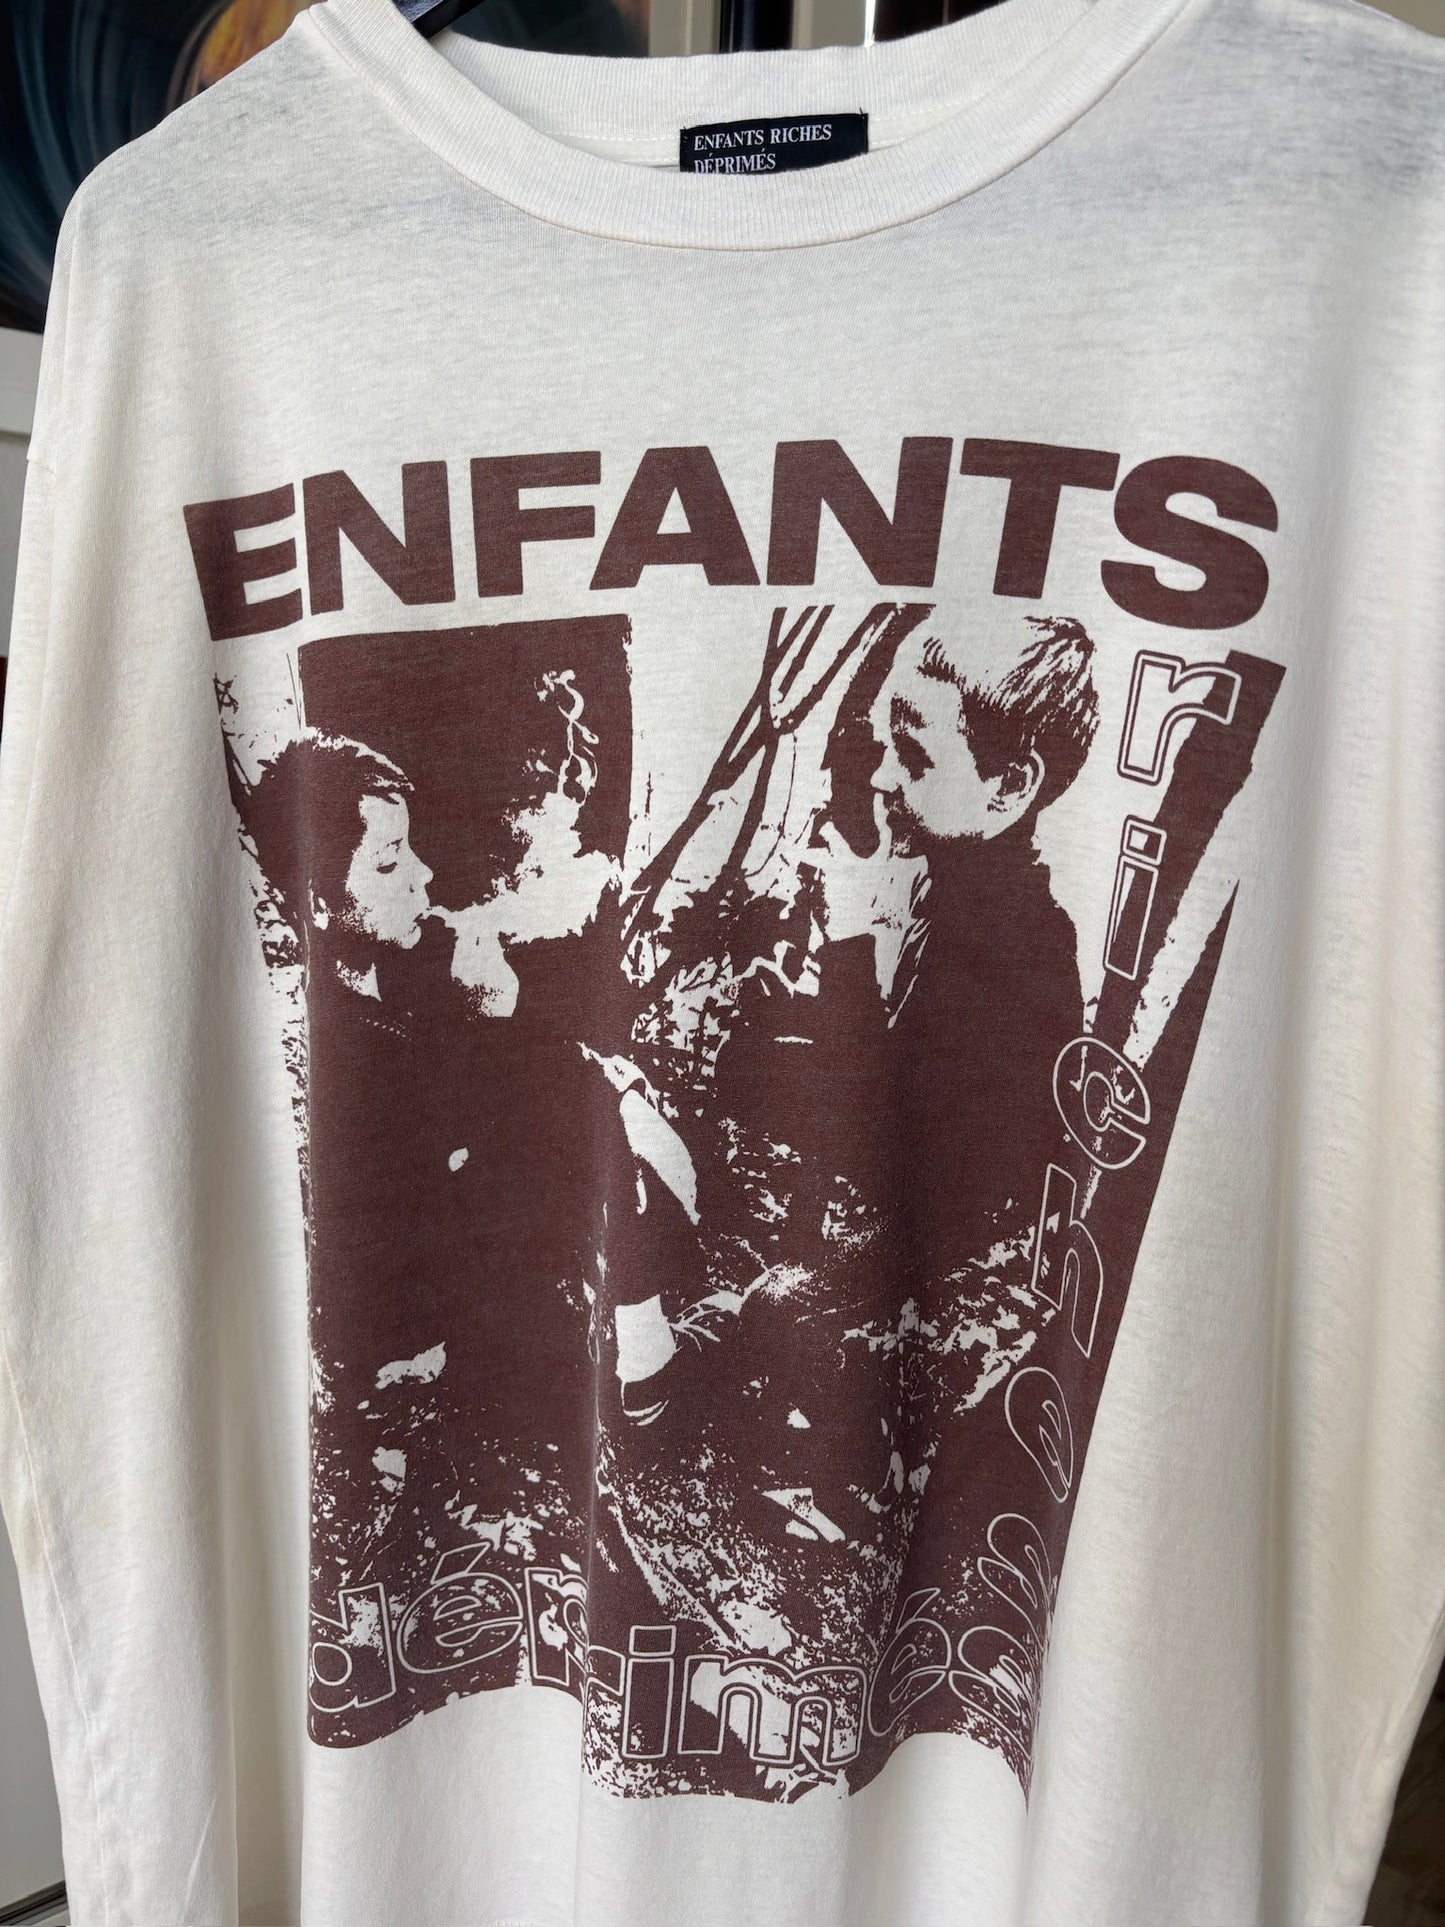 ENFANTS RICHES
DÉPRIMÉS
ENFANTS
riches
déprimés